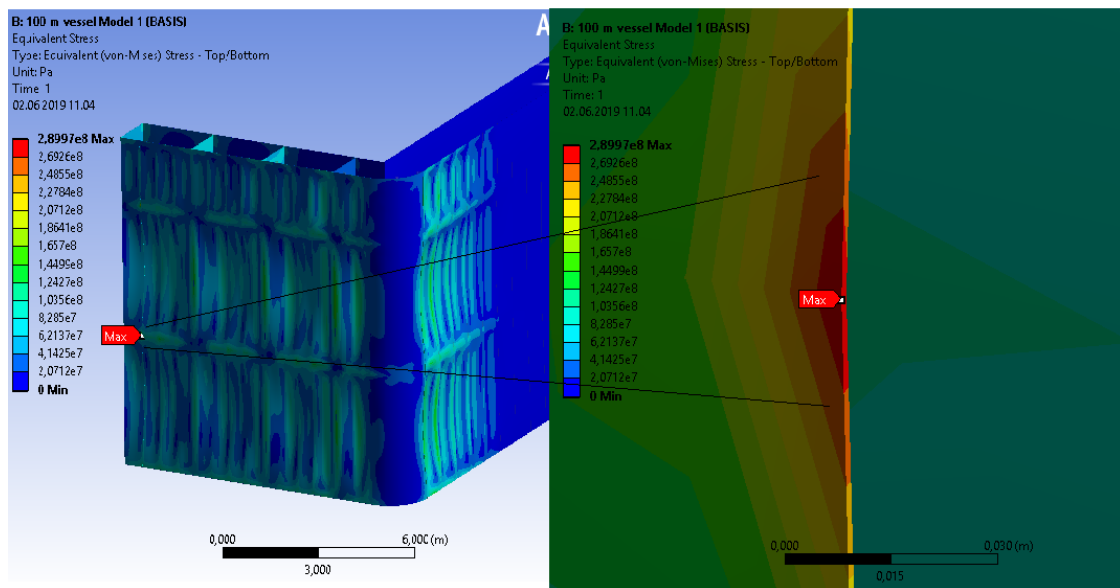 B: 100 m vessel Model 1 (BASIS)
Equivalent Stress
Type: Equivalent (von-Mises) Stress - Top/Bottom
Unit: Pa
Time 1
02.06.2019 11.04
2,8997e8 Max
2,6926e8
2,4855e8
2,2784e8
2,0712e8
1,8641e8
1,657e8
1,4499e8
1,2427e8
1,0356e8
8,285e7
6,2137e7
4,1425e7
2,0712e7
0 Min
Max
0,000
6,000 (m)
3,000
A
B: 100 m vessel Model 1 (BASIS)
Equivalent Stress
Type: Equivalent (von-Mises) Stress - Top/Bottom
Unit: Pa
Time: 1
02.06.2019 11.04
2,8997e8 Max
2,6926e8
2,4855e8
2,2784e8
2,0712e8
1,8641e8
1,657e8
1,4499e8
1,2427e8
1,0356e8
8,285e7
6,2137e7
4,1425e7
2,0712e7
0 Min
Max
0,000
0,030 (m)
0,015